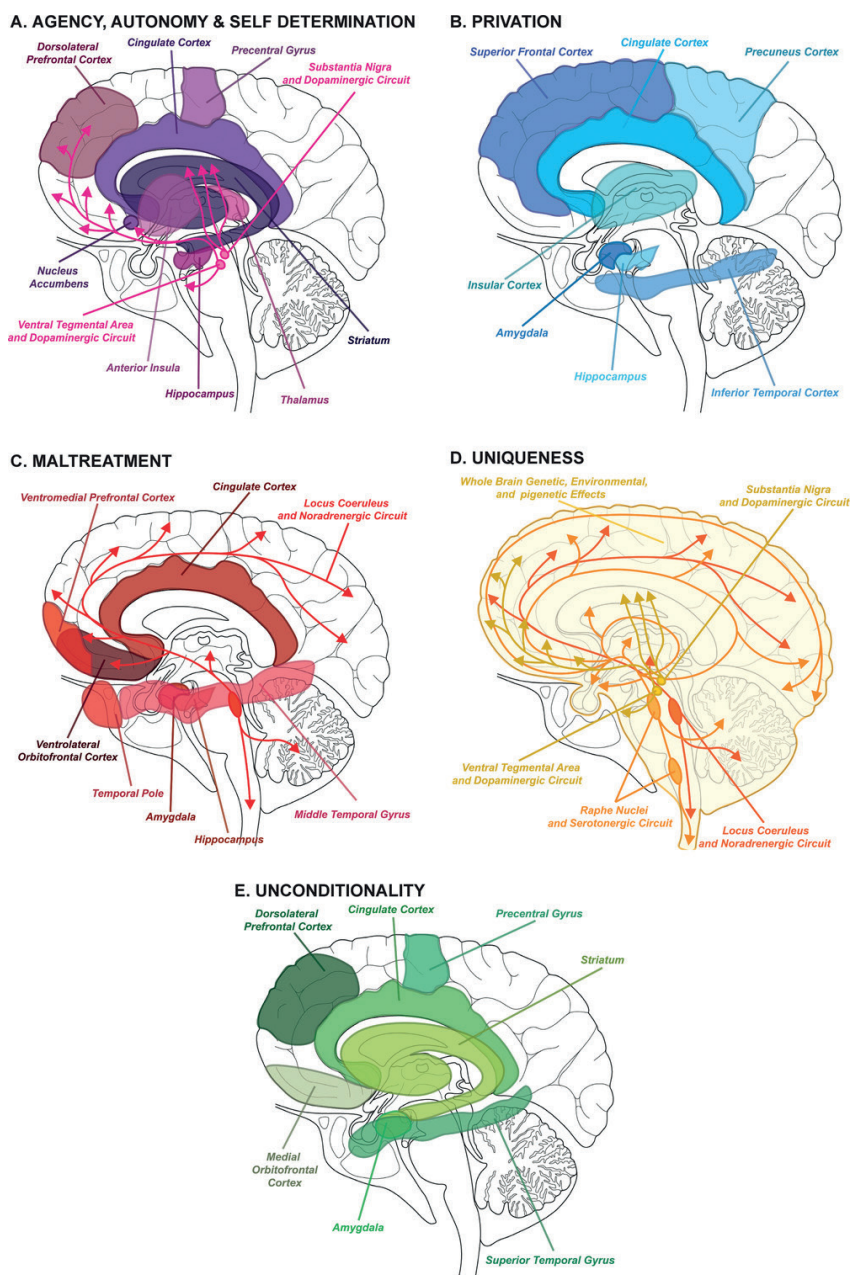 A. AGENCY, AUTONOMY & SELF DETERMINATION
Dorsolateral
Prefrontal Cortex
Cingulate Cortex
Precentral Gyrus
Substantia Nigra
and Dopaminergic Circuit
Nucleus
Accumbens
Ventral Tegmental Area
and Dopaminergic Circuit
Anterior Insula
Hippocampus
Thalamus
Striatum
B. PRIVATION
Superior Frontal Cortex
Cingulate Cortex
Precuneus Cortex
Insular Cortex
Amygdala
Hippocampus
Inferior Temporal Cortex
C. MALTREATMENT
Ventromedial Prefrontal Cortex
Cingulate Cortex
Locus Coeruleus
and Noradrenergic Circuit
Ventrolateral
Orbitofrontal Cortex
Temporal Pole
Amygdala
Hippocampus
Middle Temporal Gyrus
D. UNIQUENESS
Whole Brain Genetic, Environmental,
and pigenetic Effects
Substantia Nigra
and Dopaminergic Circuit
Ventral Tegmental Area
and Dopaminergic Circuit
Raphe Nuclei
and Serotonergic Circuit
Locus Coeruleus
and Noradrenergic Circuit
E. UNCONDITIONALITY
Dorsolateral
Prefrontal Cortex
Cingulate Cortex
Precentral Gyrus
Striatum
Medial
Orbitofrontal
Cortex
Amygdala
Superior Temporal Gyrus